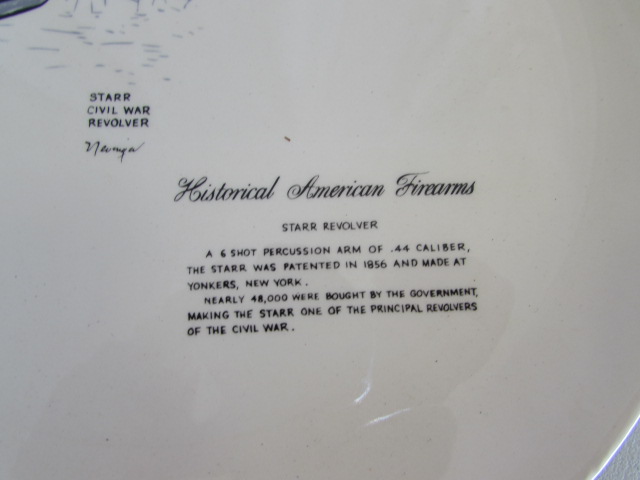 STARR
CIVIL WAR
REVOLVER
Historical American Firearms
STARR REVOLVER
A 6 SHOT PERCUSSION ARM OF .44 CALIBER,
THE STARR WAS PATENTED IN 1856 AND MADE AT
YONKERS, NEW YORK.
NEARLY 48,000 WERE BOUGHT BY THE GOVERNMENT,
MAKING THE STARR ONE OF THE PRINCIPAL REVOLVERS
OF THE CIVIL WAR.